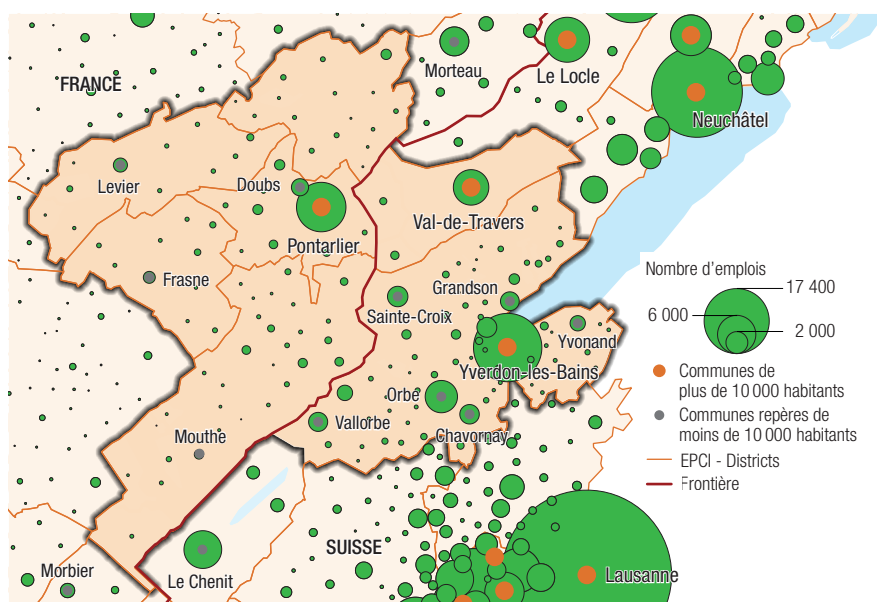 FRANCE
Morteau
Le Locle
Neuchâtel
Levier
Doubs
Pontarlier
Val-de-Travers
Frasne
Sainte-Croix
Grandson
Yvonand
Yverdon-les-Bains
Orbe
Vallorbe
Chavornay
Mouthe
SUISSE
Morbier
Le Chenit
Lausanne
Nombre d'emplois
17 400
6 000
2 000
Communes de
plus de 10 000 habitants
Communes repères de
moins de 10 000 habitants
EPCI - Districts
Frontière